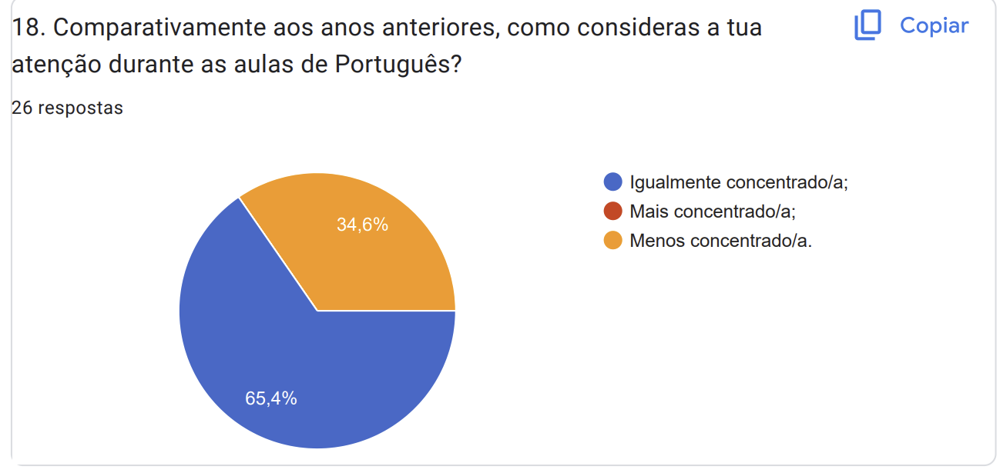 18. Comparativamente aos anos anteriores, como consideras a tua
atenção durante as aulas de Português?
Copiar
26 respostas
34,6%
65,4%
Igualmente concentrado/a;
Mais concentrado/a;
Menos concentrado/a.